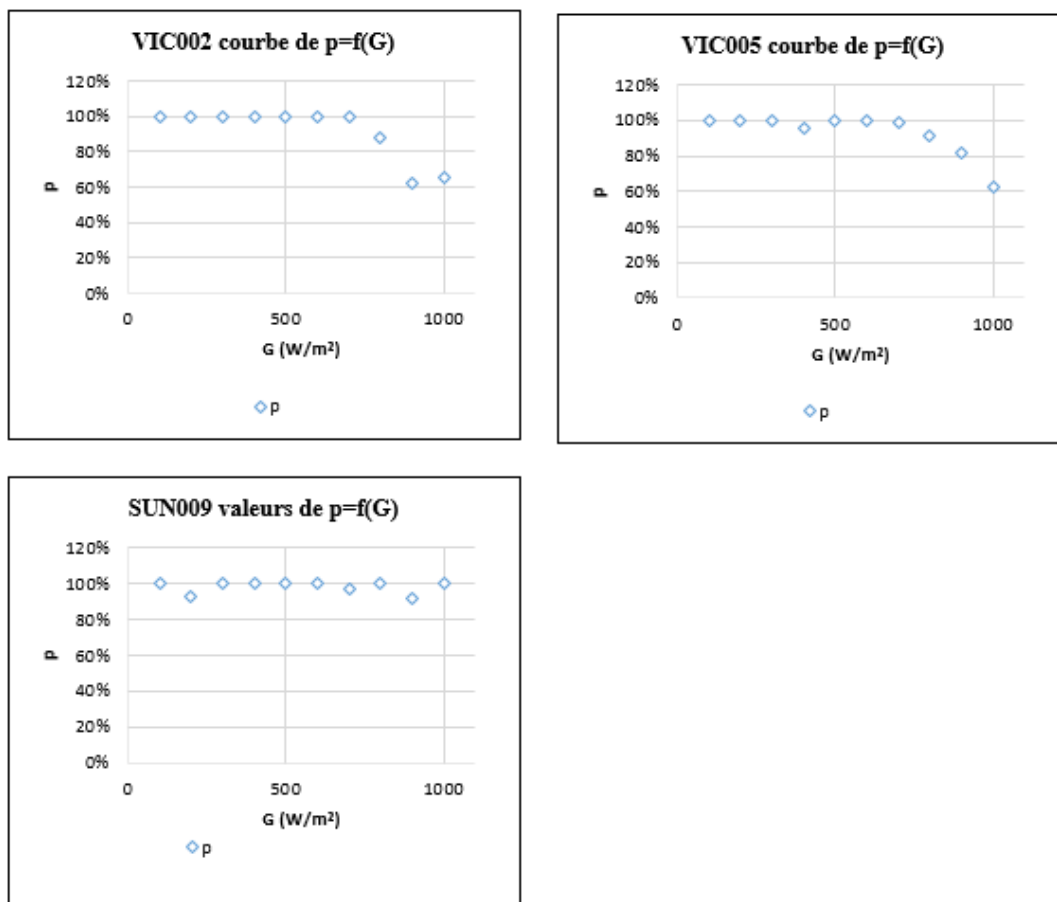 VIC002 courbe de p=f(G)
120%
100%
80%
60%
40%
20%
0%
p
0 500 1000
G (W/m²)
p
VIC005 courbe de p=f(G)
120%
100%
80%
60%
40%
20%
0%
p
0 500 1000
G (W/m²)
p
SUN009 valeurs de p=f(G)
120%
100%
80%
60%
40%
20%
0%
p
0 500 1000
G (W/m²)
p